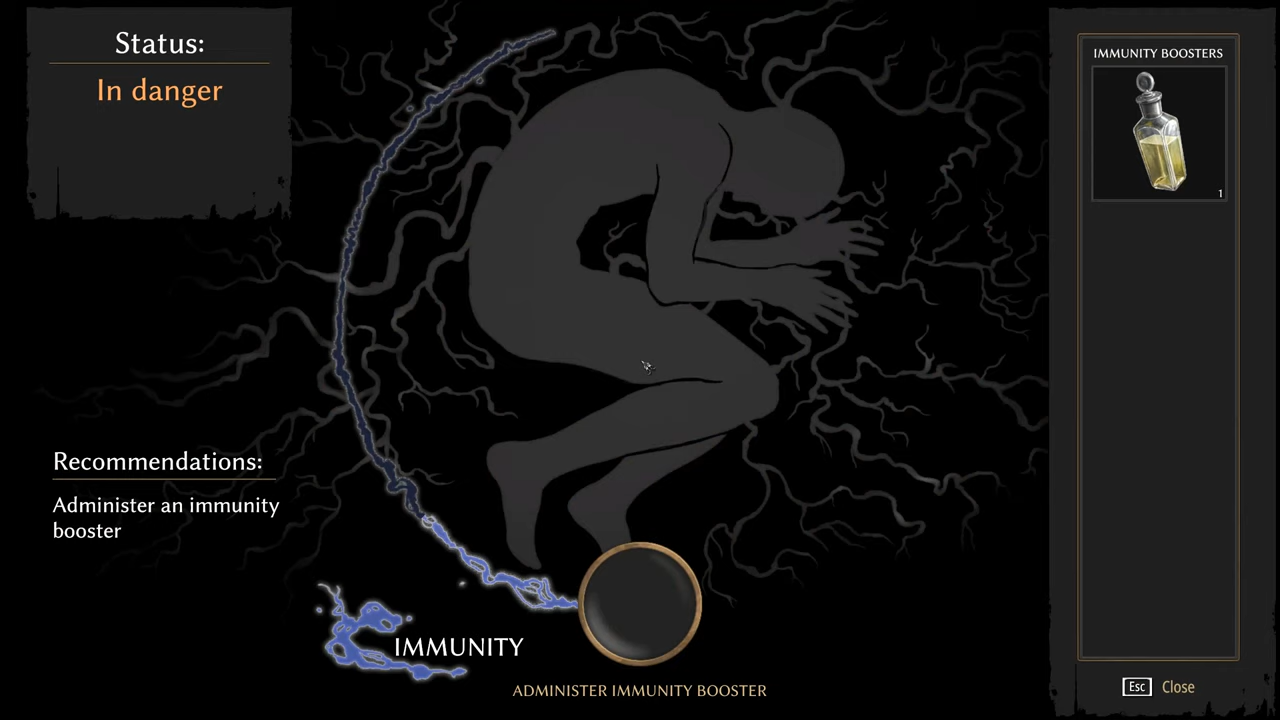 Status:
In danger
IMMUNITY BOOSTERS
1
Recommendations:
Administer an immunity
booster
IMMUNITY
ADMINISTER IMMUNITY BOOSTER
Esc Close